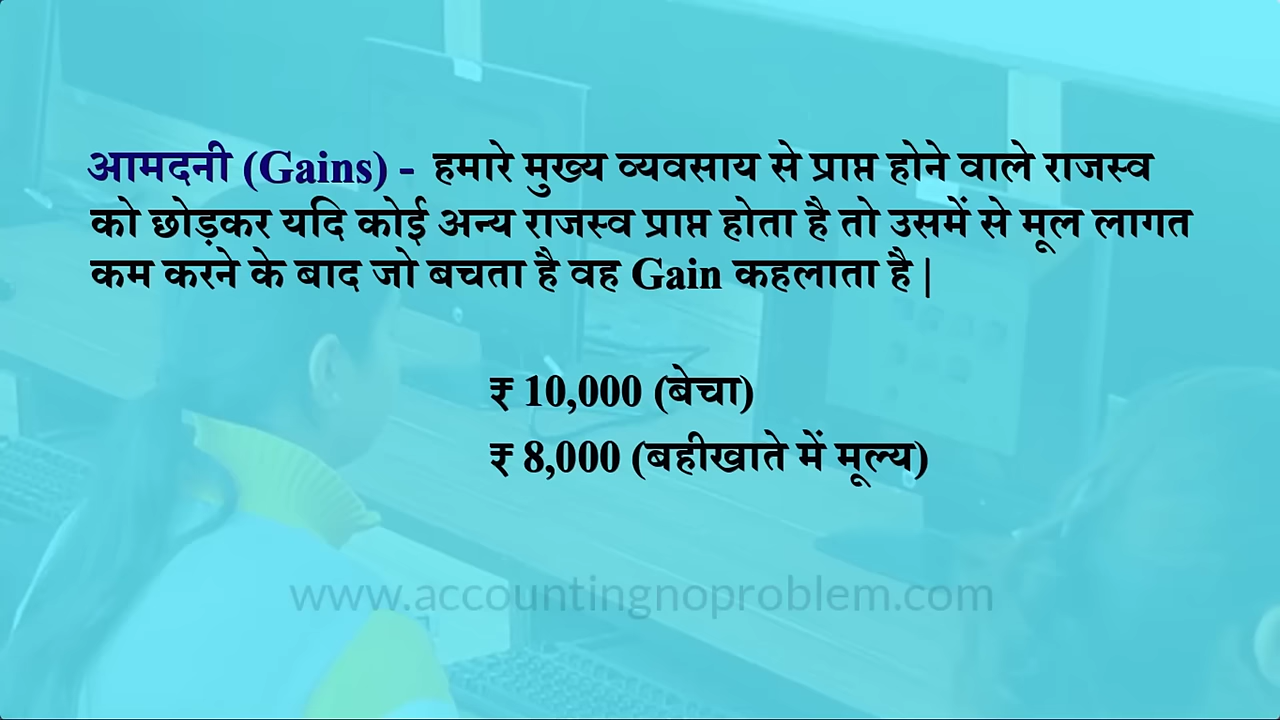 आमदनी (Gains) - हमारे मुख्य व्यवसाय से प्राप्त होने वाले राजस्व
को छोड़कर यदि कोई अन्य राजस्व प्राप्त होता है तो उसमें से मूल लागत
कम करने के बाद जो बचता है वह Gain कहलाता है |
₹ 10,000 (बेचा)
₹ 8,000 (बहीखाते में मूल्य)
www.accountingnoproblem.com